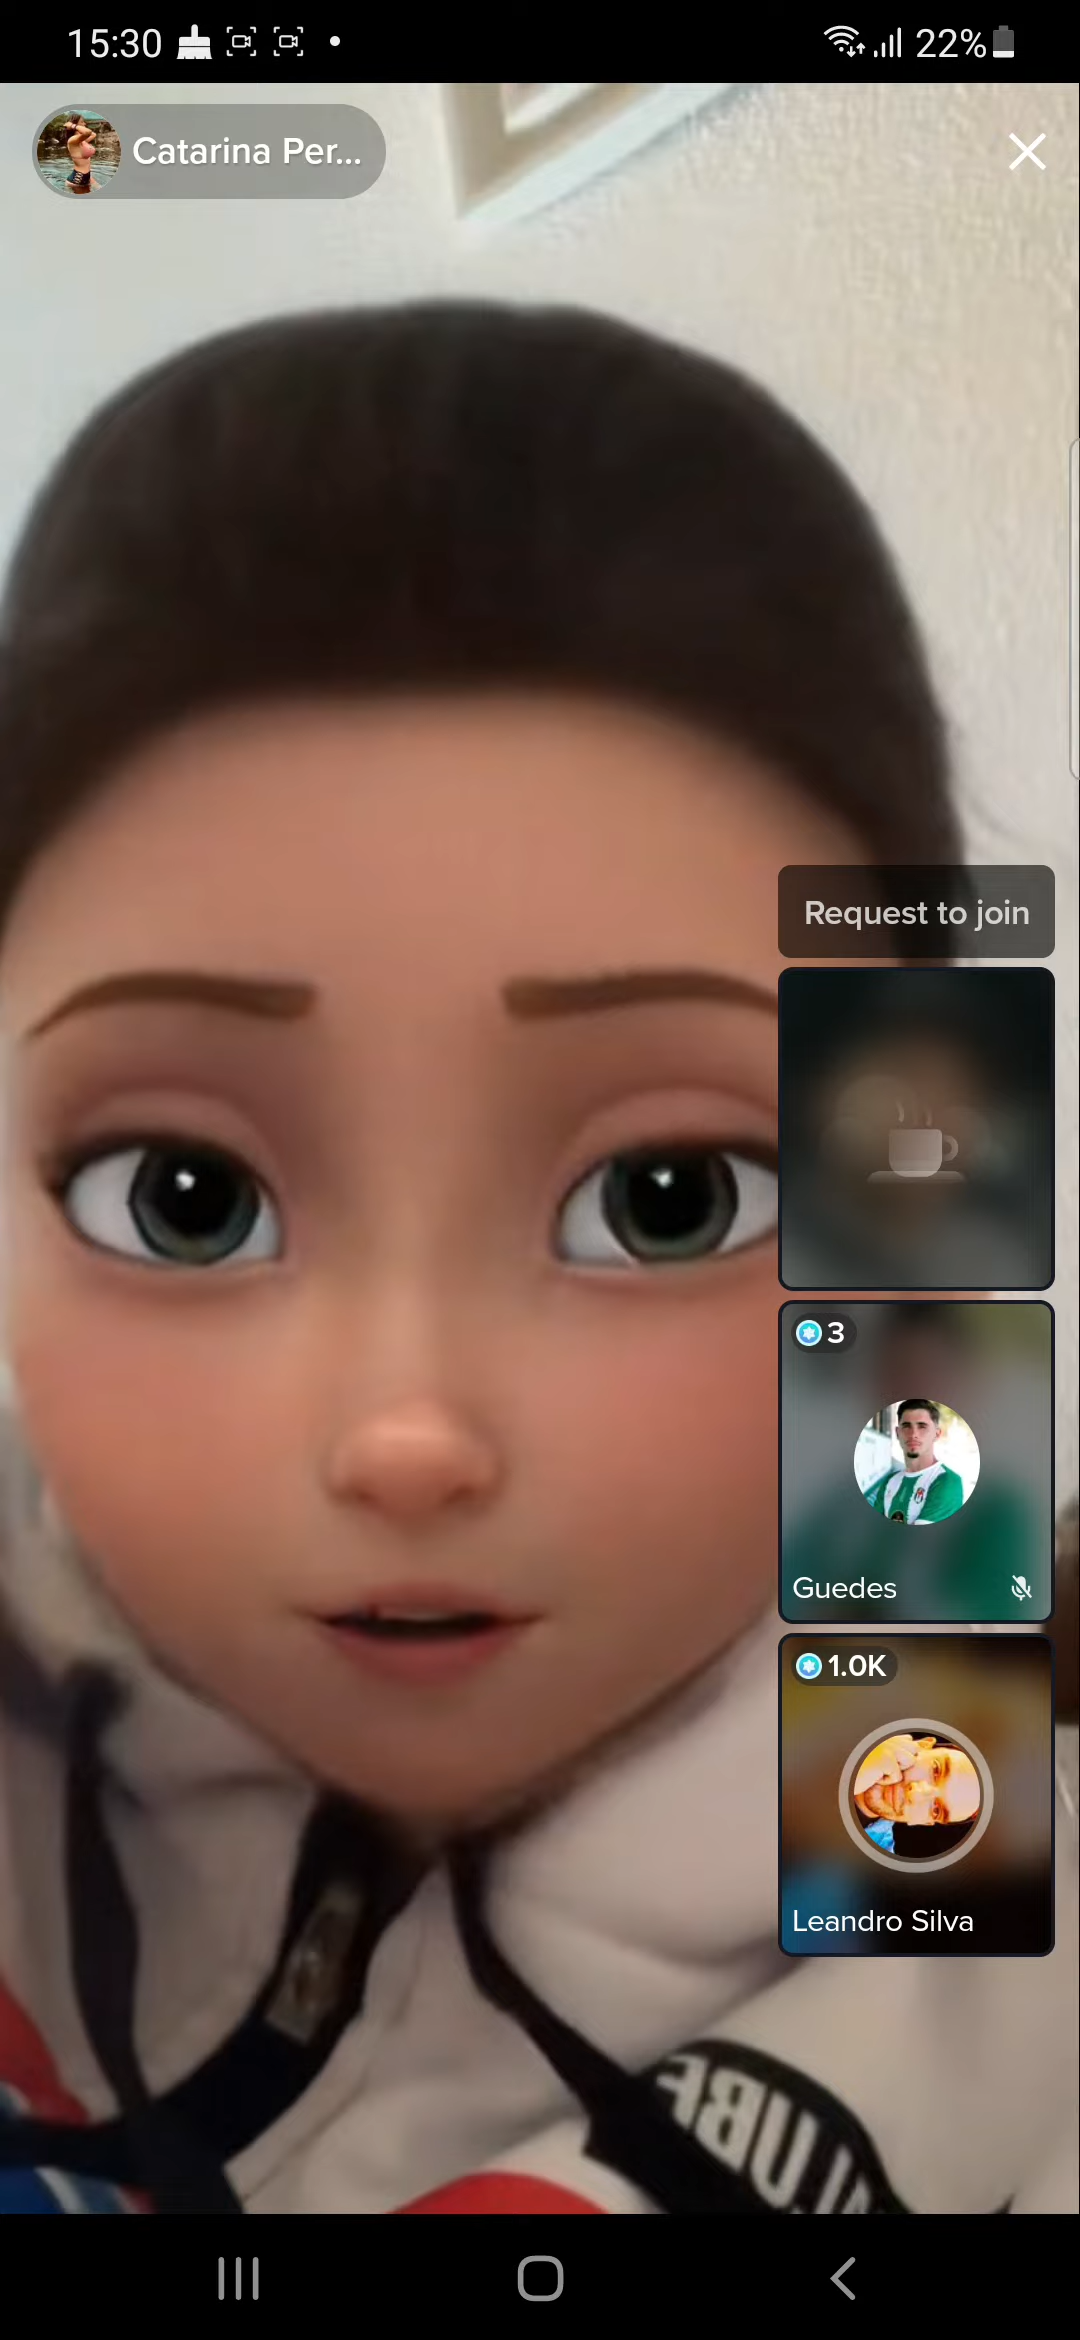 15:30
22%
Catarina Per...
Request to join
3
Guedes
1.0K
Leandro Silva